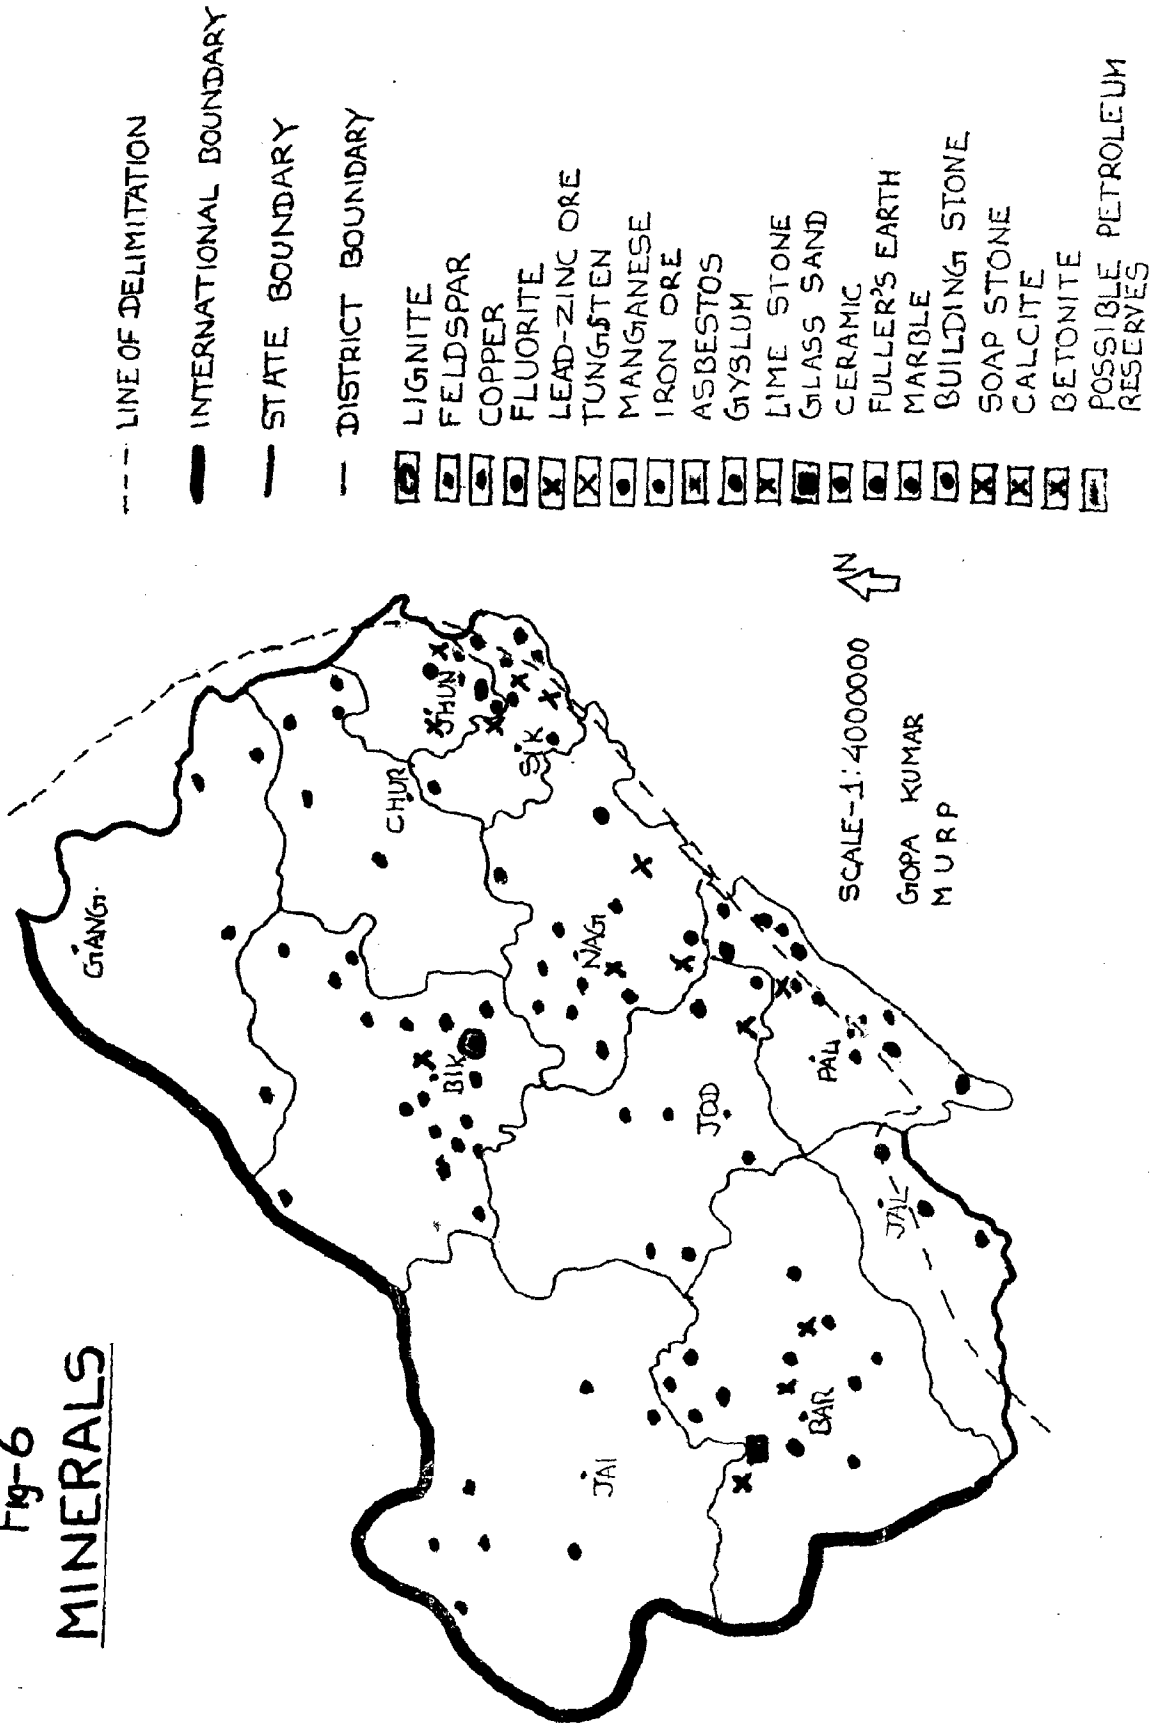 Fig-6
MINERALS
LINE OF DELIMITATION
INTERNATIONAL BOUNDARY
STATE BOUNDARY
DISTRICT BOUNDARY
LIGNITE
FELDSPAR
COPPER
FLUORITE
LEAD-ZINC ORE
TUNGSTEN
MANGANESE
IRON ORE
ASBESTOS
GYSLUM
LIME STONE
GLASS SAND
CERAMIC
FULLER'S EARTH
MARBLE
BUILDING STONE
SOAP STONE
CALCITE
BETONITE
POSSIBLE PETROLEUM
RESERVES
GANG.
CHUR
JHUN
SIK
BIK
NAG
JOD
PALI
JAL
JAI
BAR
N
SCALE-1:4000000
GOPA KUMAR
MURP